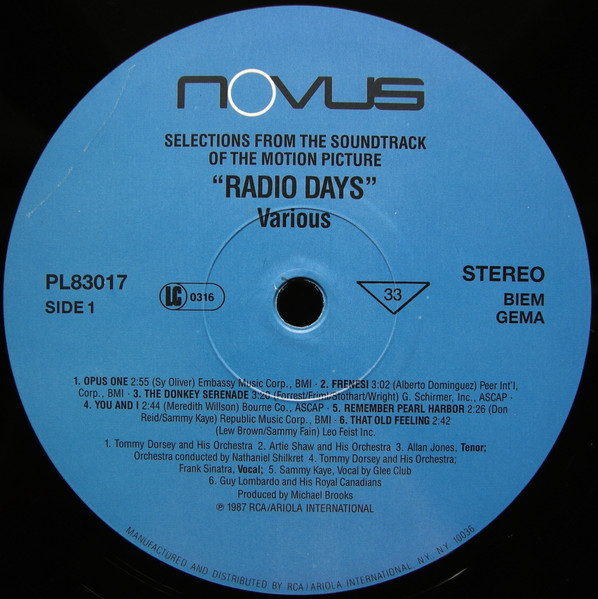 NOVUS
SELECTIONS FROM THE SOUNDTRACK
OF THE MOTION PICTURE
“RADIO DAYS”
Various
PL83017
SIDE 1
LC 0316
33
STEREO
BIEM
GEMA
1. OPUS ONE 2:55 (Sy Oliver) Embassy Music Corp., BMI · 2. FRENESI 3:02 (Alberto Dominguez) Peer Int'l,
Corp., BMI · 3. THE DONKEY SERENADE 3:20 (Forrest/Friml/Stothart/Wright) G. Schirmer, Inc., ASCAP ·
4. YOU AND I 2:44 (Meredith Willson) Bourne Co., ASCAP · 5. REMEMBER PEARL HARBOR 2:26 (Don
Reid/Sammy Kaye) Republic Music Corp., BMI · 6. THAT OLD FEELING 2:42
(Lew Brown/Sammy Fain) Leo Feist Inc.
1. Tommy Dorsey and His Orchestra 2. Artie Shaw and His Orchestra 3. Allan Jones, Tenor;
Orchestra conducted by Nathaniel Shilkret 4. Tommy Dorsey and His Orchestra;
Frank Sinatra, Vocal; 5. Sammy Kaye, Vocal by Glee Club
6. Guy Lombardo and His Royal Canadians
Produced by Michael Brooks
℗ 1987 RCA/ARIOLA INTERNATIONAL
MANUFACTURED AND DISTRIBUTED BY RCA/ARIOLA INTERNATIONAL, N.Y. N.Y. 10036